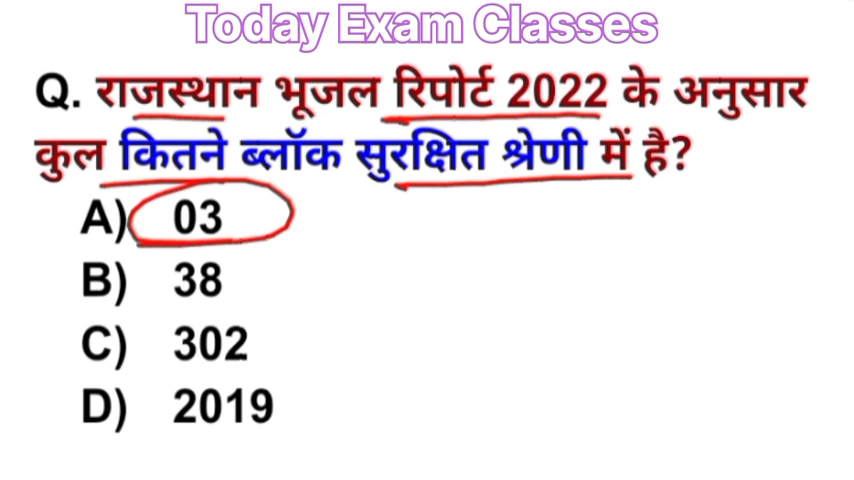 Today Exam Classes
Q. राजस्थान भूजल रिपोर्ट 2022 के अनुसार
कुल कितने ब्लॉक सुरक्षित श्रेणी में है?
A) 03
B) 38
C) 302
D) 2019